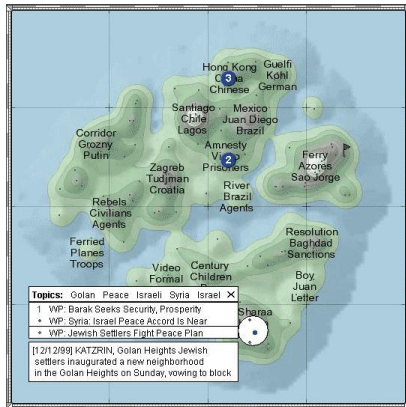 Hong Kong
China
Chinese
3
Guelfi
Kohl
German
Santiago
Chile
Lagos
Mexico
Juan Diego
Brazil
Corridor
Grozny
Putin
Amnesty
Prisoners
2
Ferry
Azores
Sao Jorge
Zagreb
Tudjman
Croatia
River
Brazil
Agents
Rebels
Civilians
Agents
Resolution
Baghdad
Sanctions
Ferried
Planes
Troops
Video
Formal
Century
Children
Boy
Juan
Letter
Topics: Golan Peace Israeli Syria Israel X
1 WP: Barak Seeks Security, Prosperity
* WP: Syria: Israel Peace Accord Is Near
* WP: Jewish Settlers Fight Peace Plan
Sharaa
[12/12/99] KATZRIN, Golan Heights Jewish
settlers inaugurated a new neighborhood
in the Golan Heights on Sunday, vowing to block